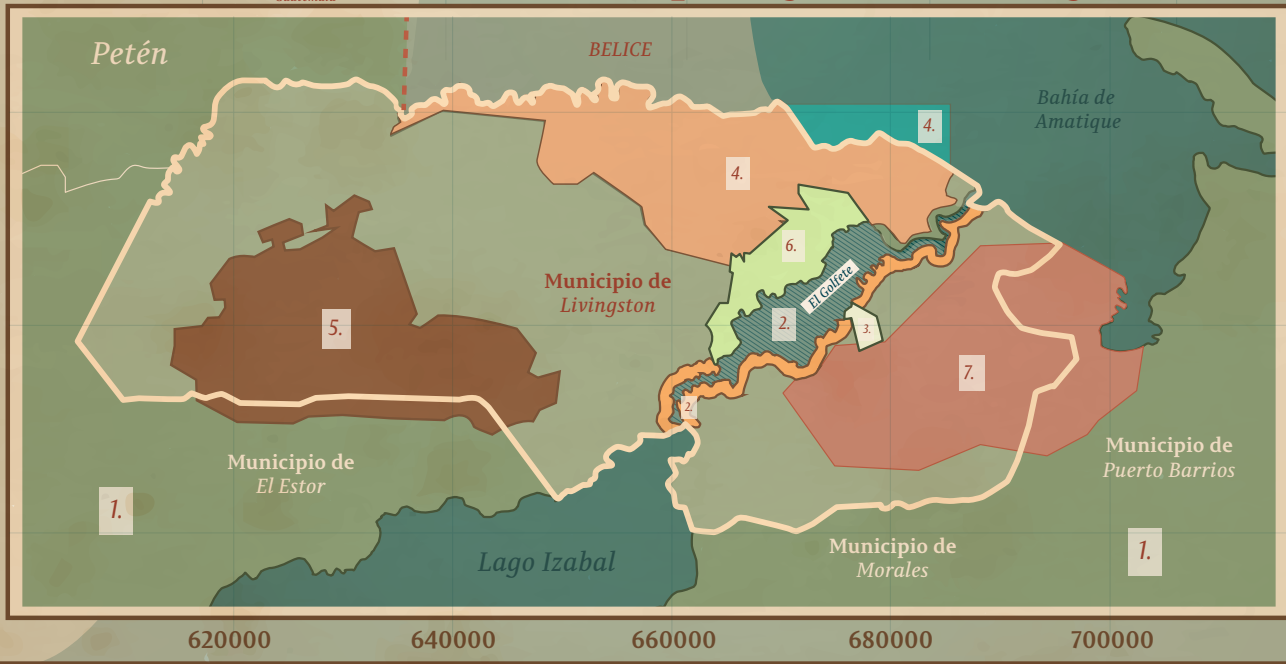 Petén
BELICE
Bahía de
Amatique
4.
4.
6.
El Golfete
Municipio de
Livingston
5.
2.
3.
7.
2.
Municipio de
El Estor
Municipio de
Puerto Barrios
1.
Lago Izabal
Municipio de
Morales
1.
620000
640000
660000
680000
700000